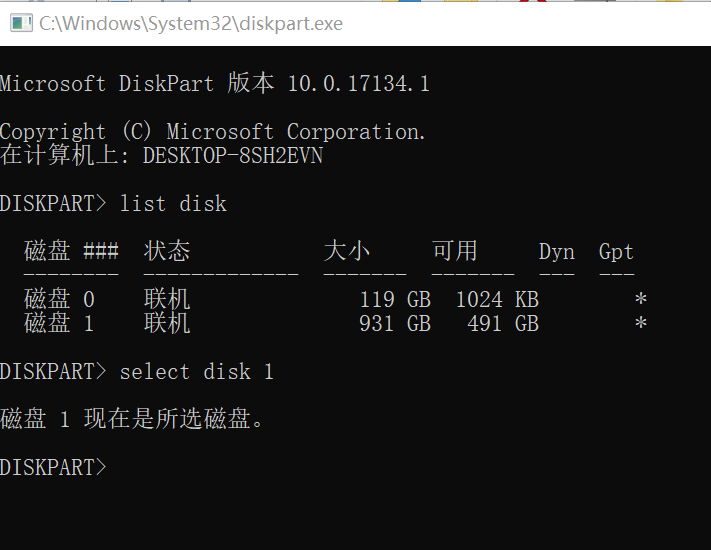 C:\Windows\System32\diskpart.exe
Microsoft DiskPart 版本 10.0.17134.1
Copyright (C) Microsoft Corporation.
在计算机上: DESKTOP-8SH2EVN
DISKPART> list disk
磁盘 ### 状态 大小 可用 Dyn Gpt
-------- ------------- ------- ------- --- ---
磁盘 0 联机 119 GB 1024 KB *
磁盘 1 联机 931 GB 491 GB *
DISKPART> select disk 1
磁盘 1 现在是所选磁盘。
DISKPART>